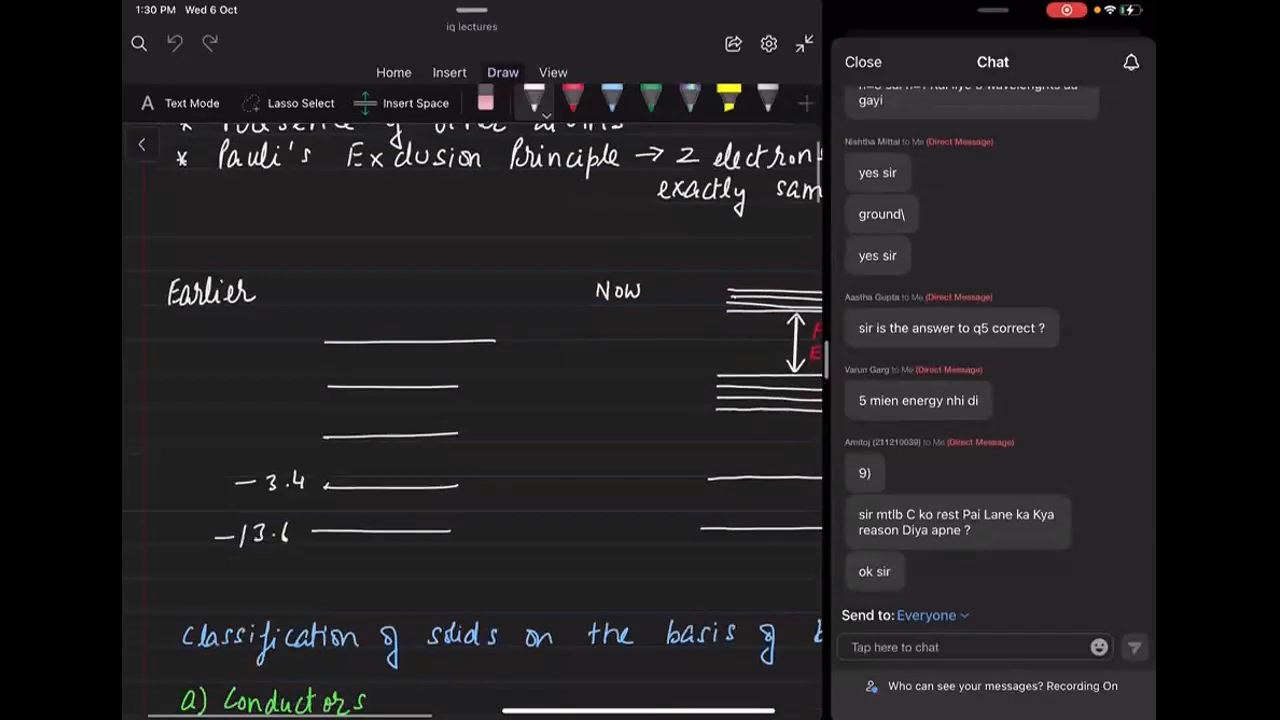 1:30 PM Wed 6 Oct
iq lectures
Home Insert Draw View
Text Mode Lasso Select Insert Space
* Pauli's Exclusion Principle → 2 electrons
exactly sam
Earlier
Now
-3.4
-13.6
classification of solids on the basis of b
a) Conductors
Close Chat
gayi
Nishtha Mittal to Me (Direct Message)
yes sir
ground\
yes sir
Aastha Gupta to Me (Direct Message)
sir is the answer to q5 correct ?
Varun Garg to Me (Direct Message)
5 mien energy nhi di
Amitoj (211210039) to Me (Direct Message)
9)
sir mtlb C ko rest Pai Lane ka Kya
reason Diya apne ?
ok sir
Send to: Everyone
Tap here to chat
Who can see your messages? Recording On